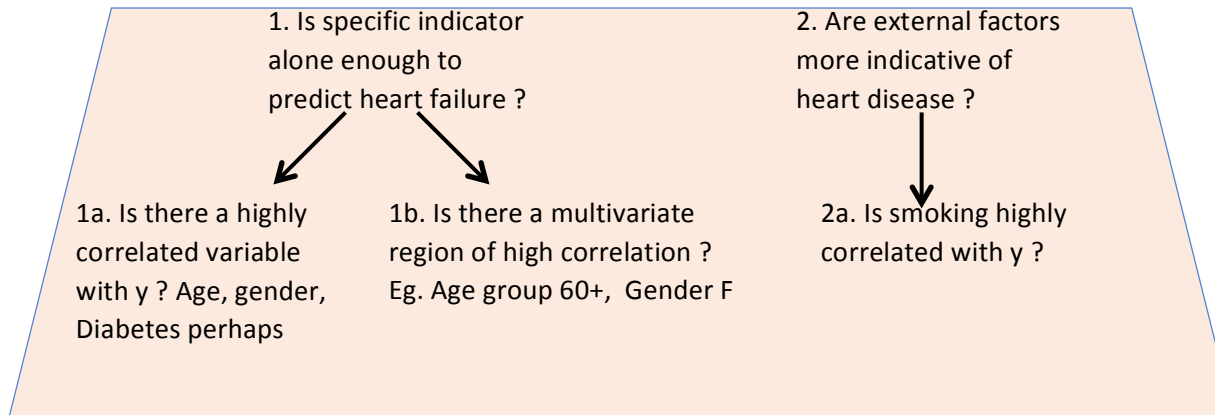 1. Is specific indicator
alone enough to
predict heart failure ?
2. Are external factors
more indicative of
heart disease ?
1a. Is there a highly
correlated variable
with y ? Age, gender,
Diabetes perhaps
1b. Is there a multivariate
region of high correlation ?
Eg. Age group 60+, Gender F
2a. Is smoking highly
correlated with y ?